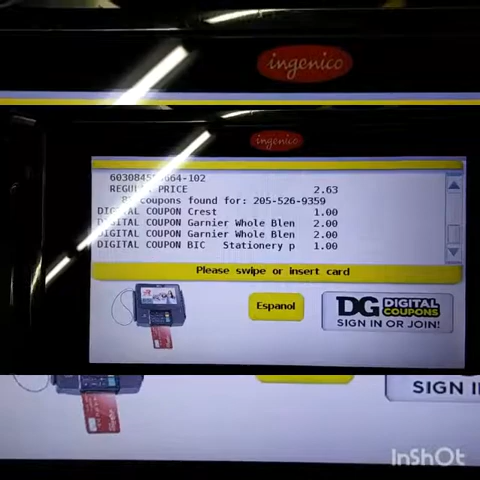 ingenico
ingenico
REGULAR PRICE 2.63
coupons found for: 205-526-9359
DIGITAL COUPON Crest 1.00
DIGITAL COUPON Garnier Whole Blen 2.00
DIGITAL COUPON Garnier Whole Blen 2.00
DIGITAL COUPON BIC Stationery p 1.00
Please swipe or insert card
Espanol
DG DIGITAL COUPONS
SIGN IN OR JOIN!
SIGN I
InShOt